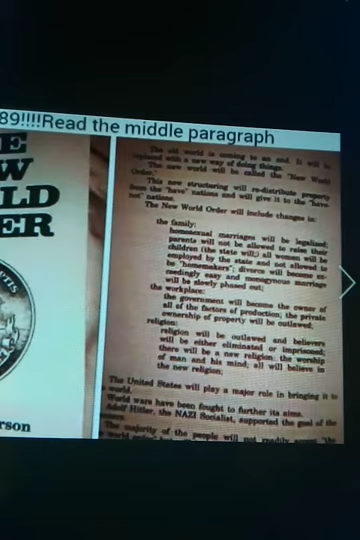 89!!!!Read the middle paragraph
E
W
LD
ER
rson
The old world is coming to an end. It will be
replaced with a new way of doing things.
The new world will be called the "New World
Order."
This new structuring will re-distribute property
from the "have" nations and will give it to the "have-
not" nations.
The New World Order will include changes in:
the family:
homosexual marriages will be legalized;
parents will not be allowed to raise their
children (the state will;) all women will be
employed by the state and not allowed to
be "homemakers"; divorce will become ex-
ceedingly easy and monogynous marriage
will be slowly phased out;
the workplace:
the government will become the owner of
all of the factors of production; the private
ownership of property will be outlawed;
religion:
religion will be outlawed and believers
will be either eliminated or imprisoned;
there will be a new religion: the worship
of man and his mind; all will believe in
the new religion;
The United States will play a major role in bringing it to
world.
World wars have been fought to further its aims.
Adolf Hitler, the NAZI Socialist, supported the goal of the
The majority of the people will not readily accept "the
world